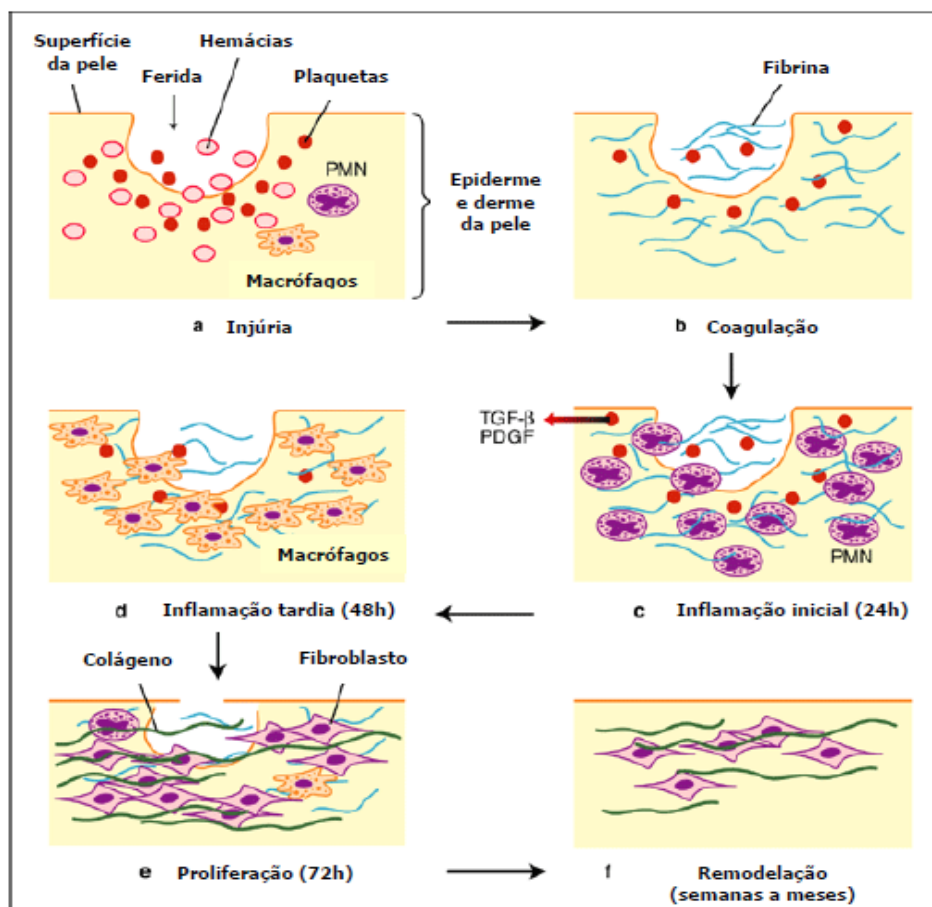 Superfície
da pele
Ferida
Hemácias
Plaquetas
PMN
Macrófagos
Epiderme
e derme
da pele
a Injúria
Fibrina
b Coagulação
TGF-β
PDGF
PMN
c Inflamação inicial (24h)
Macrófagos
d Inflamação tardia (48h)
Colágeno
Fibroblasto
e Proliferação (72h)
f Remodelação
(semanas a meses)